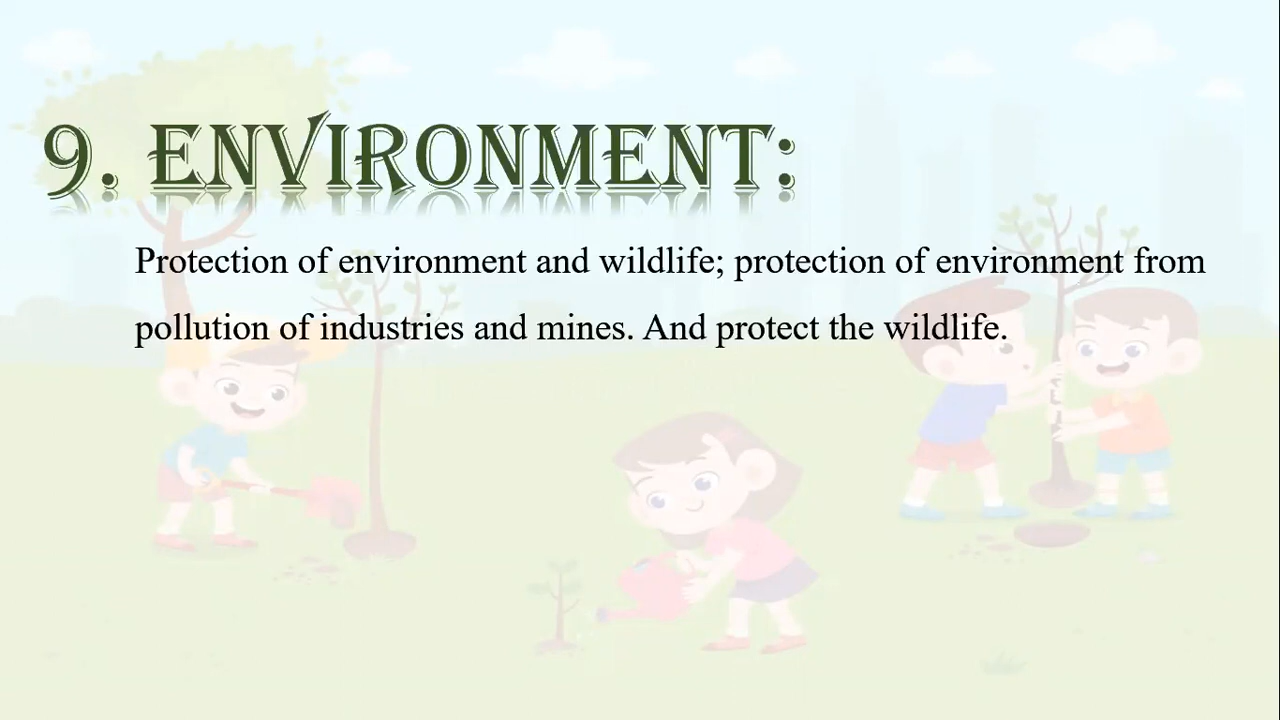 9. ENVIRONMENT:
Protection of environment and wildlife; protection of environment from
pollution of industries and mines. And protect the wildlife.